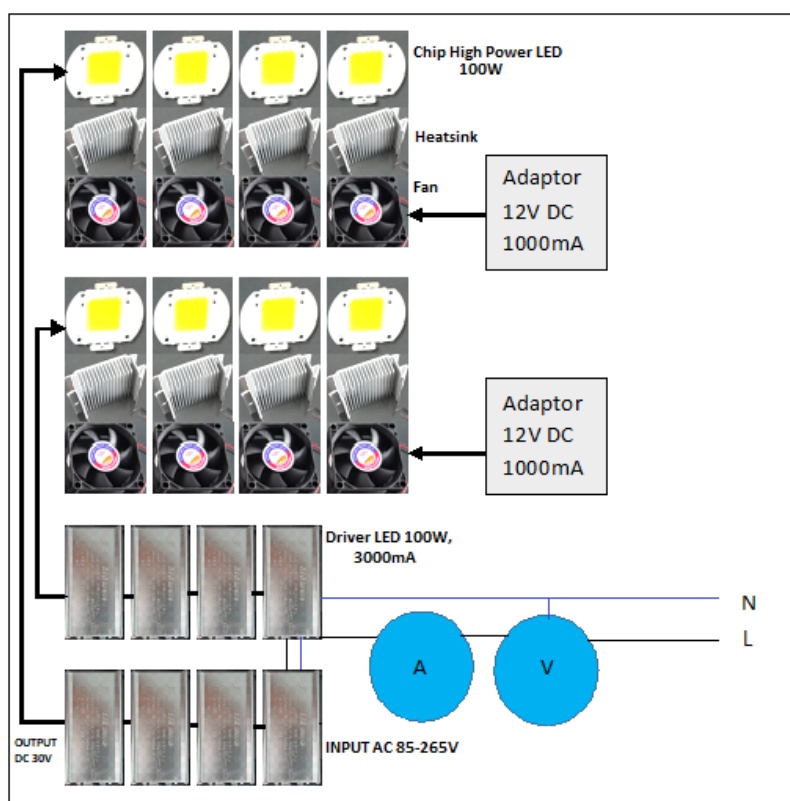 Chip High Power LED
100W
Heatsink
Fan
Adaptor
12V DC
1000mA
Adaptor
12V DC
1000mA
Driver LED 100W,
3000mA
N
L
A
V
OUTPUT
DC 30V
INPUT AC 85-265V